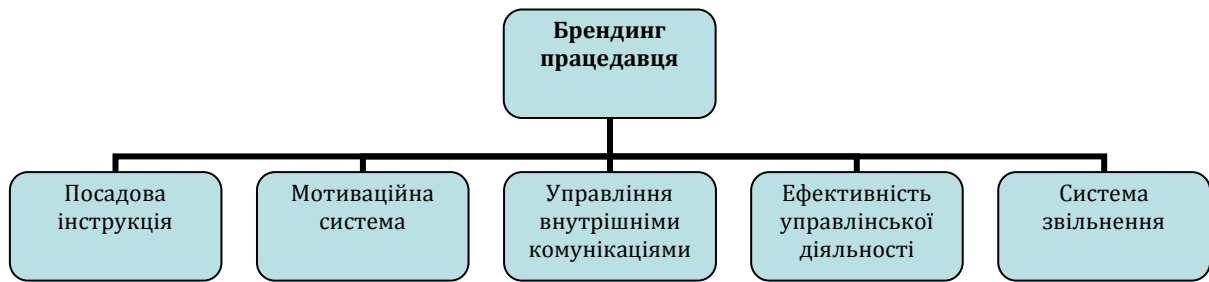 Брендинг
працедавця
Посадова
інструкція
Мотиваційна
система
Управління
внутрішніми
комунікаціями
Ефективність
управлінської
діяльності
Система
звільнення